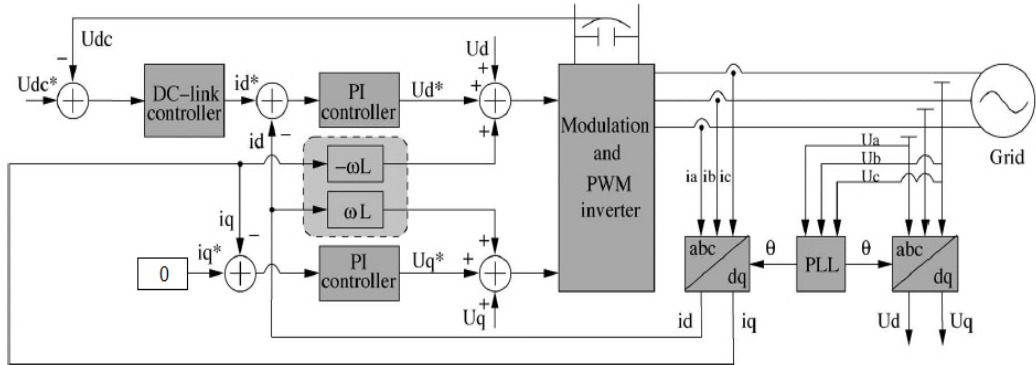 Udc
Ud
−
+
Udc*
DC−link
controller
id*
PI
controller
Ud*
+
+
+
−
id
Modulation
and
PWM
inverter
Grid
−ωL
ωL
Ua
Ub
Uc
ia ib ic
iq
−
iq*
0
PI
controller
Uq*
+
+
+
Uq
abc
dq
θ
PLL
θ
abc
dq
id
iq
Ud
Uq